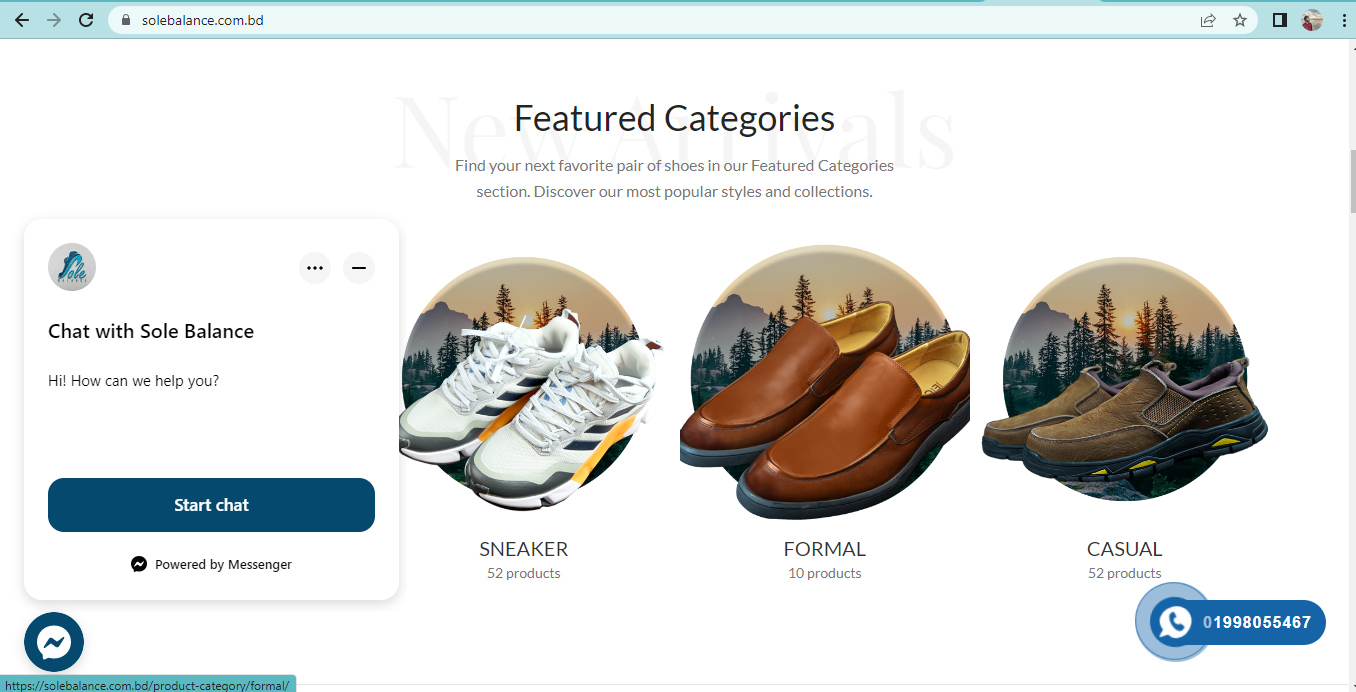 solebalance.com.bd
New Arrivals
Featured Categories
Find your next favorite pair of shoes in our Featured Categories
section. Discover our most popular styles and collections.
Sole
BALANCE
Chat with Sole Balance
Hi! How can we help you?
Start chat
Powered by Messenger
SNEAKER
52 products
FORMAL
10 products
CASUAL
52 products
01998055467
https://solebalance.com.bd/product-category/formal/